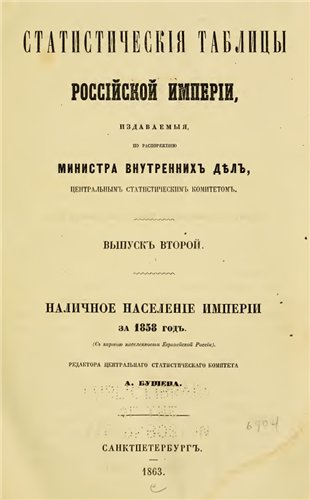 СТАТИСТИЧЕСКІЯ ТАБЛИЦЫ
РОССІЙСКОЙ ИМПЕРІИ,
ИЗДАВАЕМЫЯ,
ПО РАСПОРЯЖЕНІЮ
МИНИСТРА ВНУТРЕННИХЪ ДѢЛЪ,
ЦЕНТРАЛЬНЫМЪ СТАТИСТИЧЕСКИМЪ КОМИТЕТОМЪ.
ВЫПУСКЪ ВТОРОЙ.
НАЛИЧНОЕ НАСЕЛЕНІЕ ИМПЕРІИ
ЗА 1858 ГОДЪ.
(Съ картою населенности Европейской Россіи).
РЕДАКТОРА ЦЕНТРАЛЬНАГО СТАТИСТИЧЕСКАГО КОМИТЕТА
А. БУШЕНА.
6904
САНКТПЕТЕРБУРГЪ.
1863.